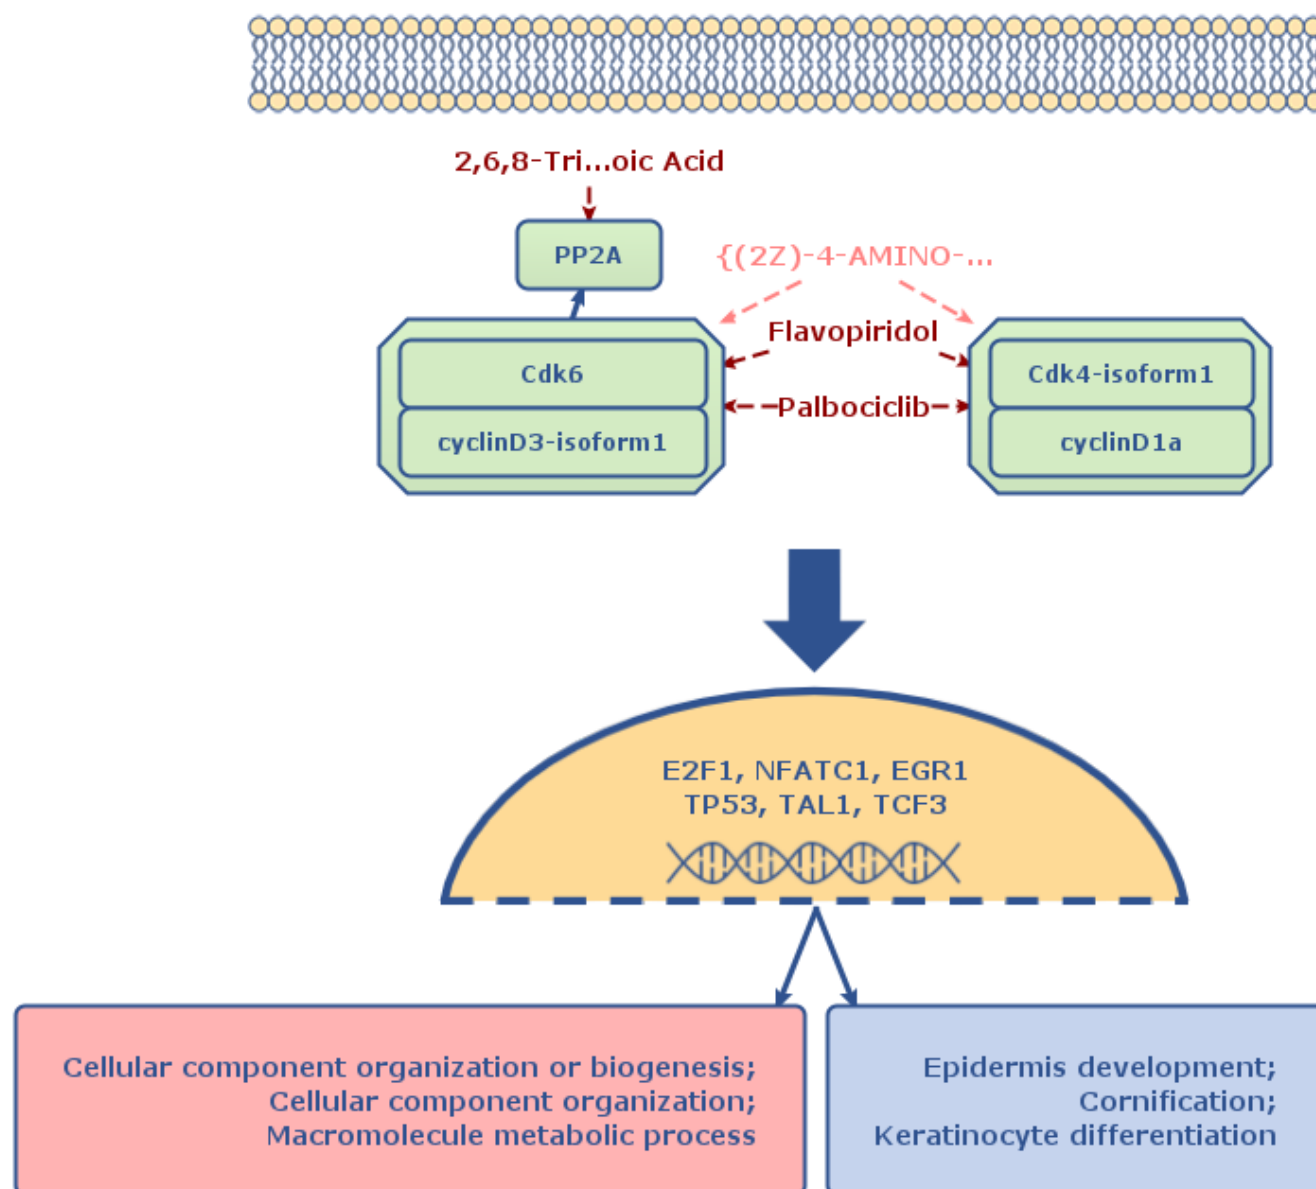 2,6,8-Tri...oic Acid
PP2A
{(2Z)-4-AMINO-...
Flavopiridol
Cdk6
Cdk4-isoform1
Palbociclib
cyclinD3-isoform1
cyclinD1a
E2F1, NFATC1, EGR1
TP53, TAL1, TCF3
Cellular component organization or biogenesis;
Cellular component organization;
Macromolecule metabolic process
Epidermis development;
Cornification;
Keratinocyte differentiation